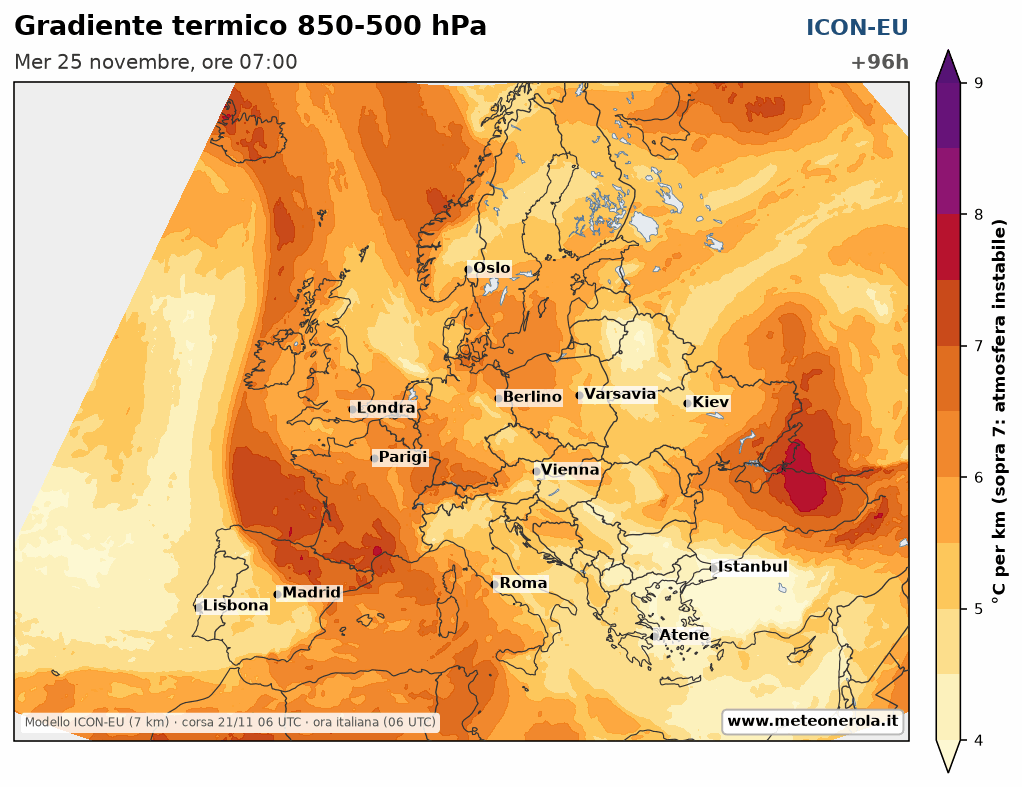 Gradiente termico 850-500 hPa
ICON-EU
Mer 25 novembre, ore 07:00
+96h
9
8
7
6
5
4
°C per km (sopra 7: atmosfera instabile)
Oslo
Berlino
Varsavia
Kiev
Londra
Parigi
Vienna
Istanbul
Roma
Madrid
Lisbona
Atene
Modello ICON-EU (7 km) · corsa 21/11 06 UTC · ora italiana (06 UTC)
www.meteonerola.it